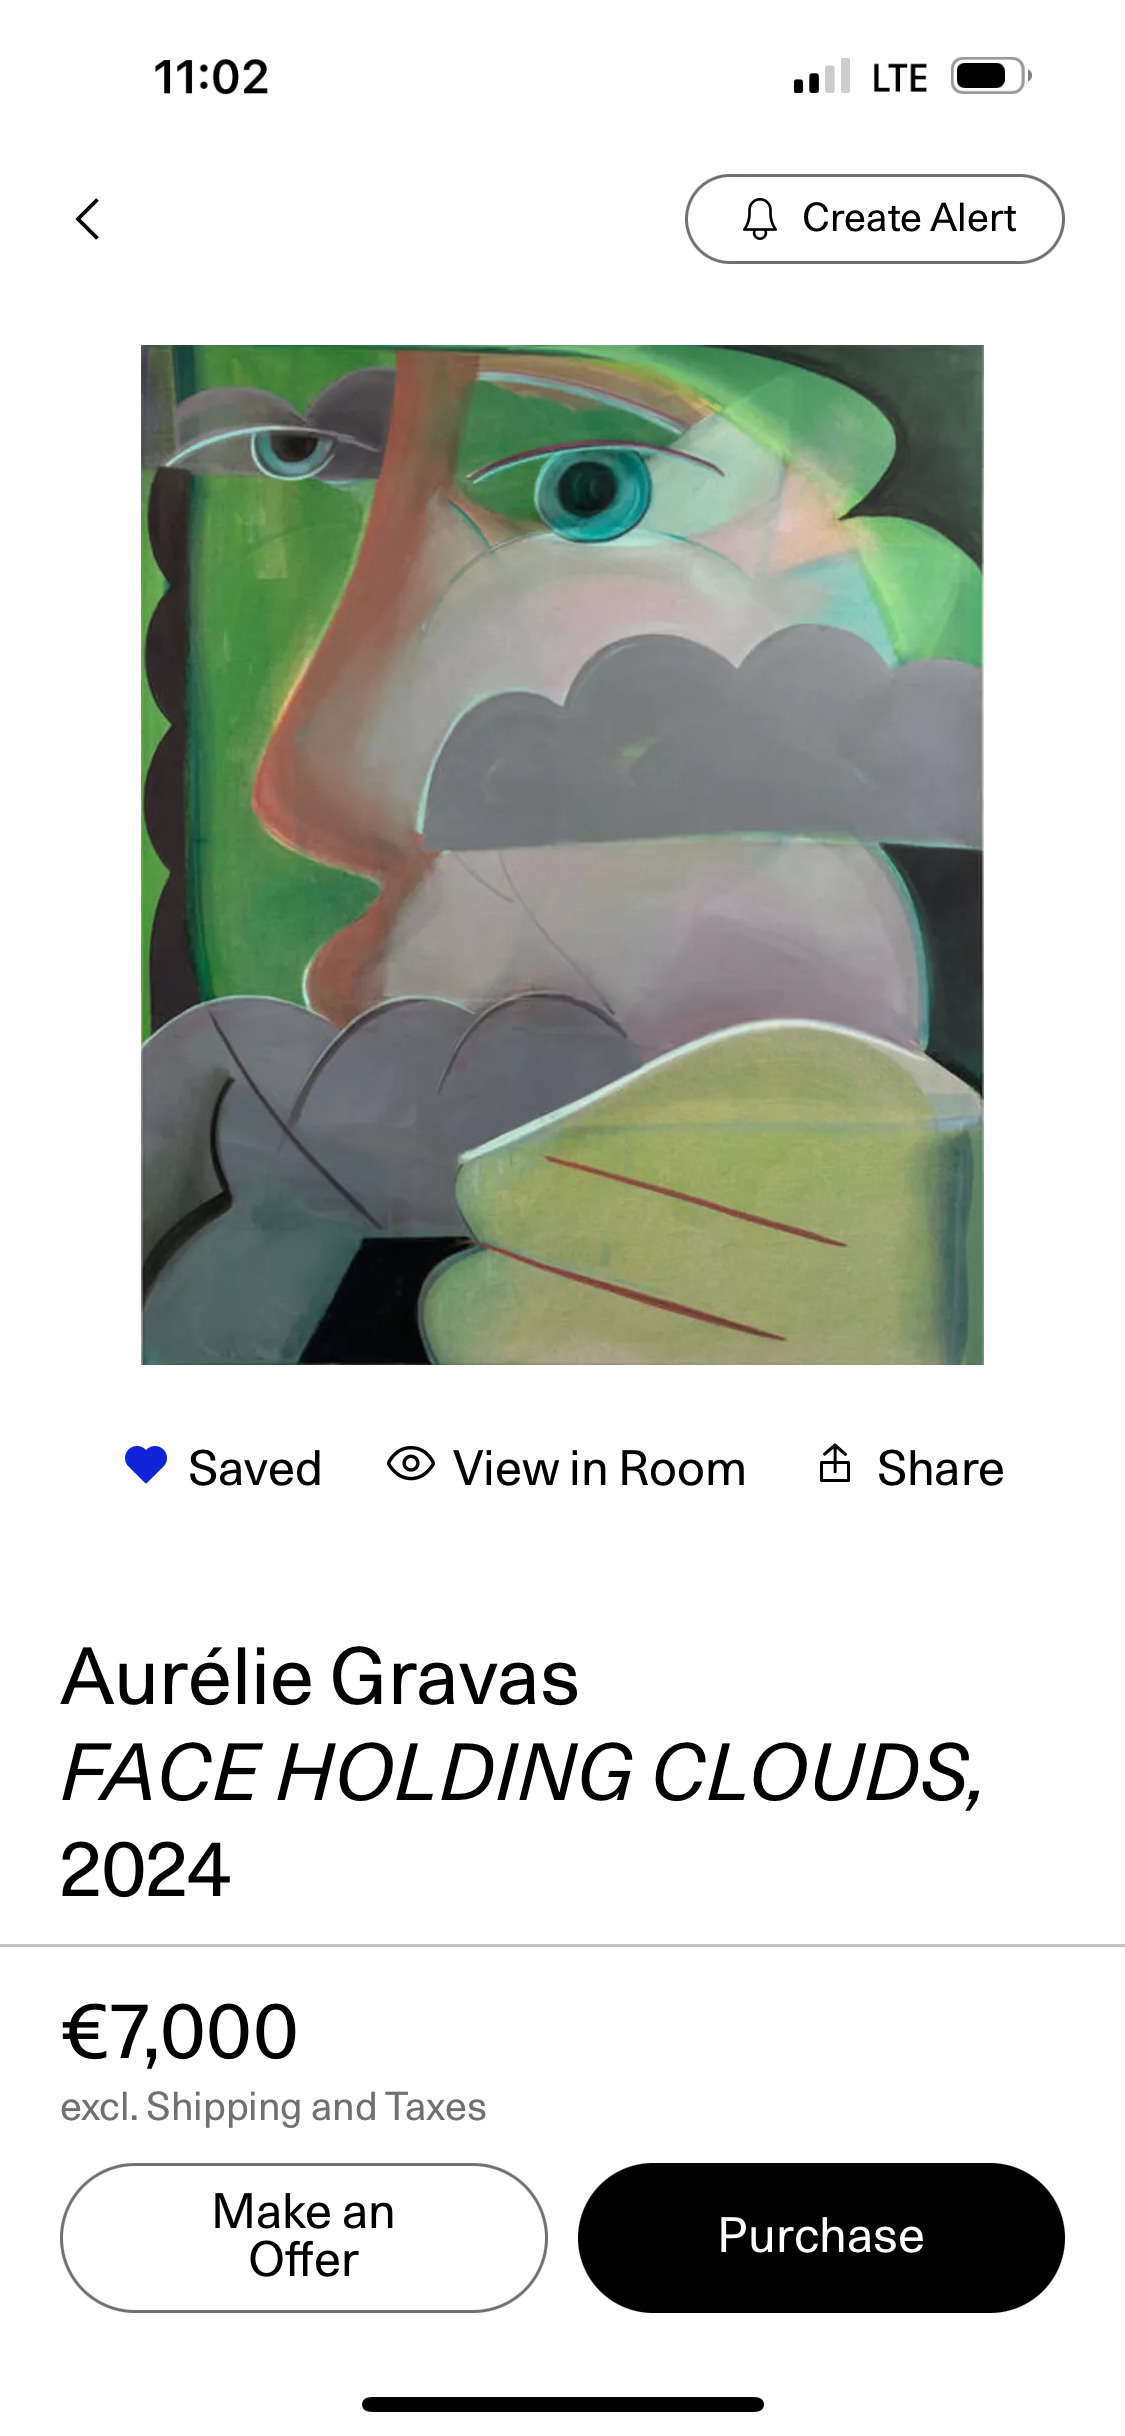 11:02
LTE
Create Alert
Saved
View in Room
Share
Aurélie Gravas
FACE HOLDING CLOUDS,
2024
€7,000
excl. Shipping and Taxes
Make an
Offer
Purchase